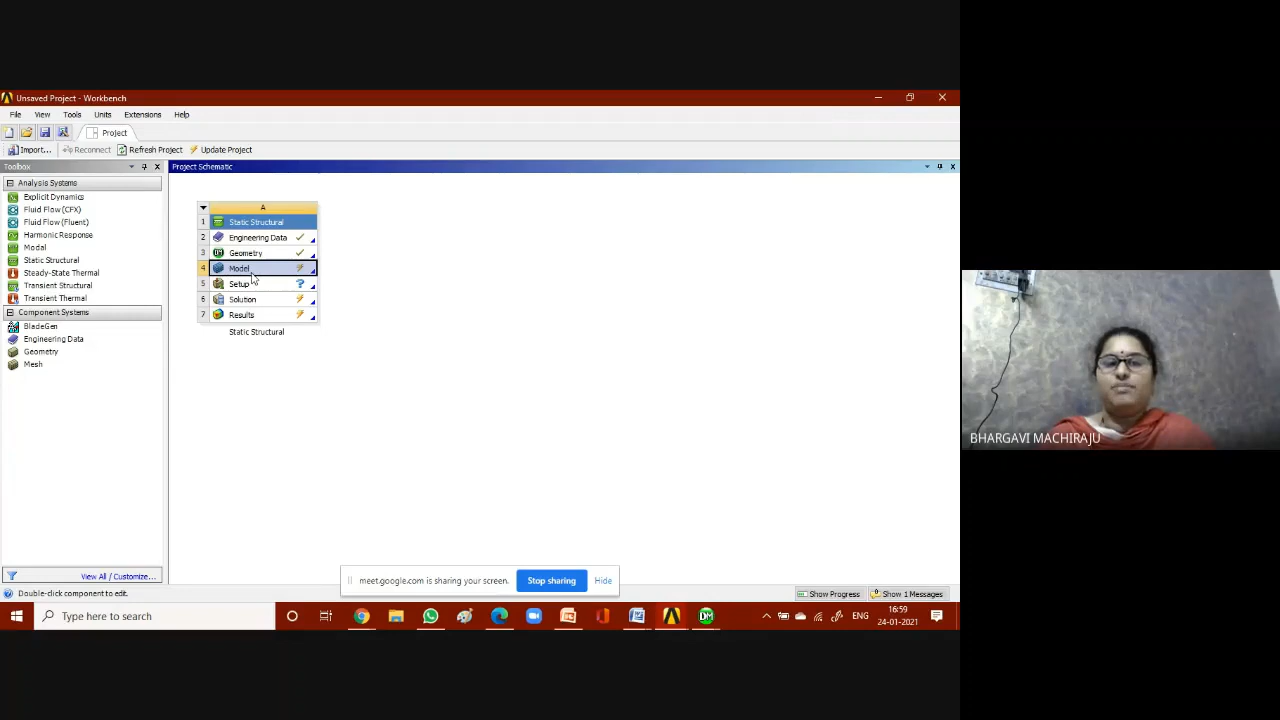 Unsaved Project - Workbench
File View Tools Units Extensions Help
Project
Import... Reconnect Refresh Project Update Project
Toolbox
Project Schematic
Analysis Systems
Explicit Dynamics
Fluid Flow (CFX)
Fluid Flow (Fluent)
Harmonic Response
Modal
Static Structural
Steady-State Thermal
Transient Structural
Transient Thermal
Component Systems
BladeGen
Engineering Data
Geometry
Mesh
View All / Customize...
A
1 Static Structural
2 Engineering Data
3 DM Geometry
4 Model
5 Setup ?
6 Solution
7 Results
Static Structural
BHARGAVI MACHIRAJU
meet.google.com is sharing your screen. Stop sharing Hide
Double-click component to edit.
Show Progress Show 1 Messages
Type here to search
DM
ENG
16:59
24-01-2021